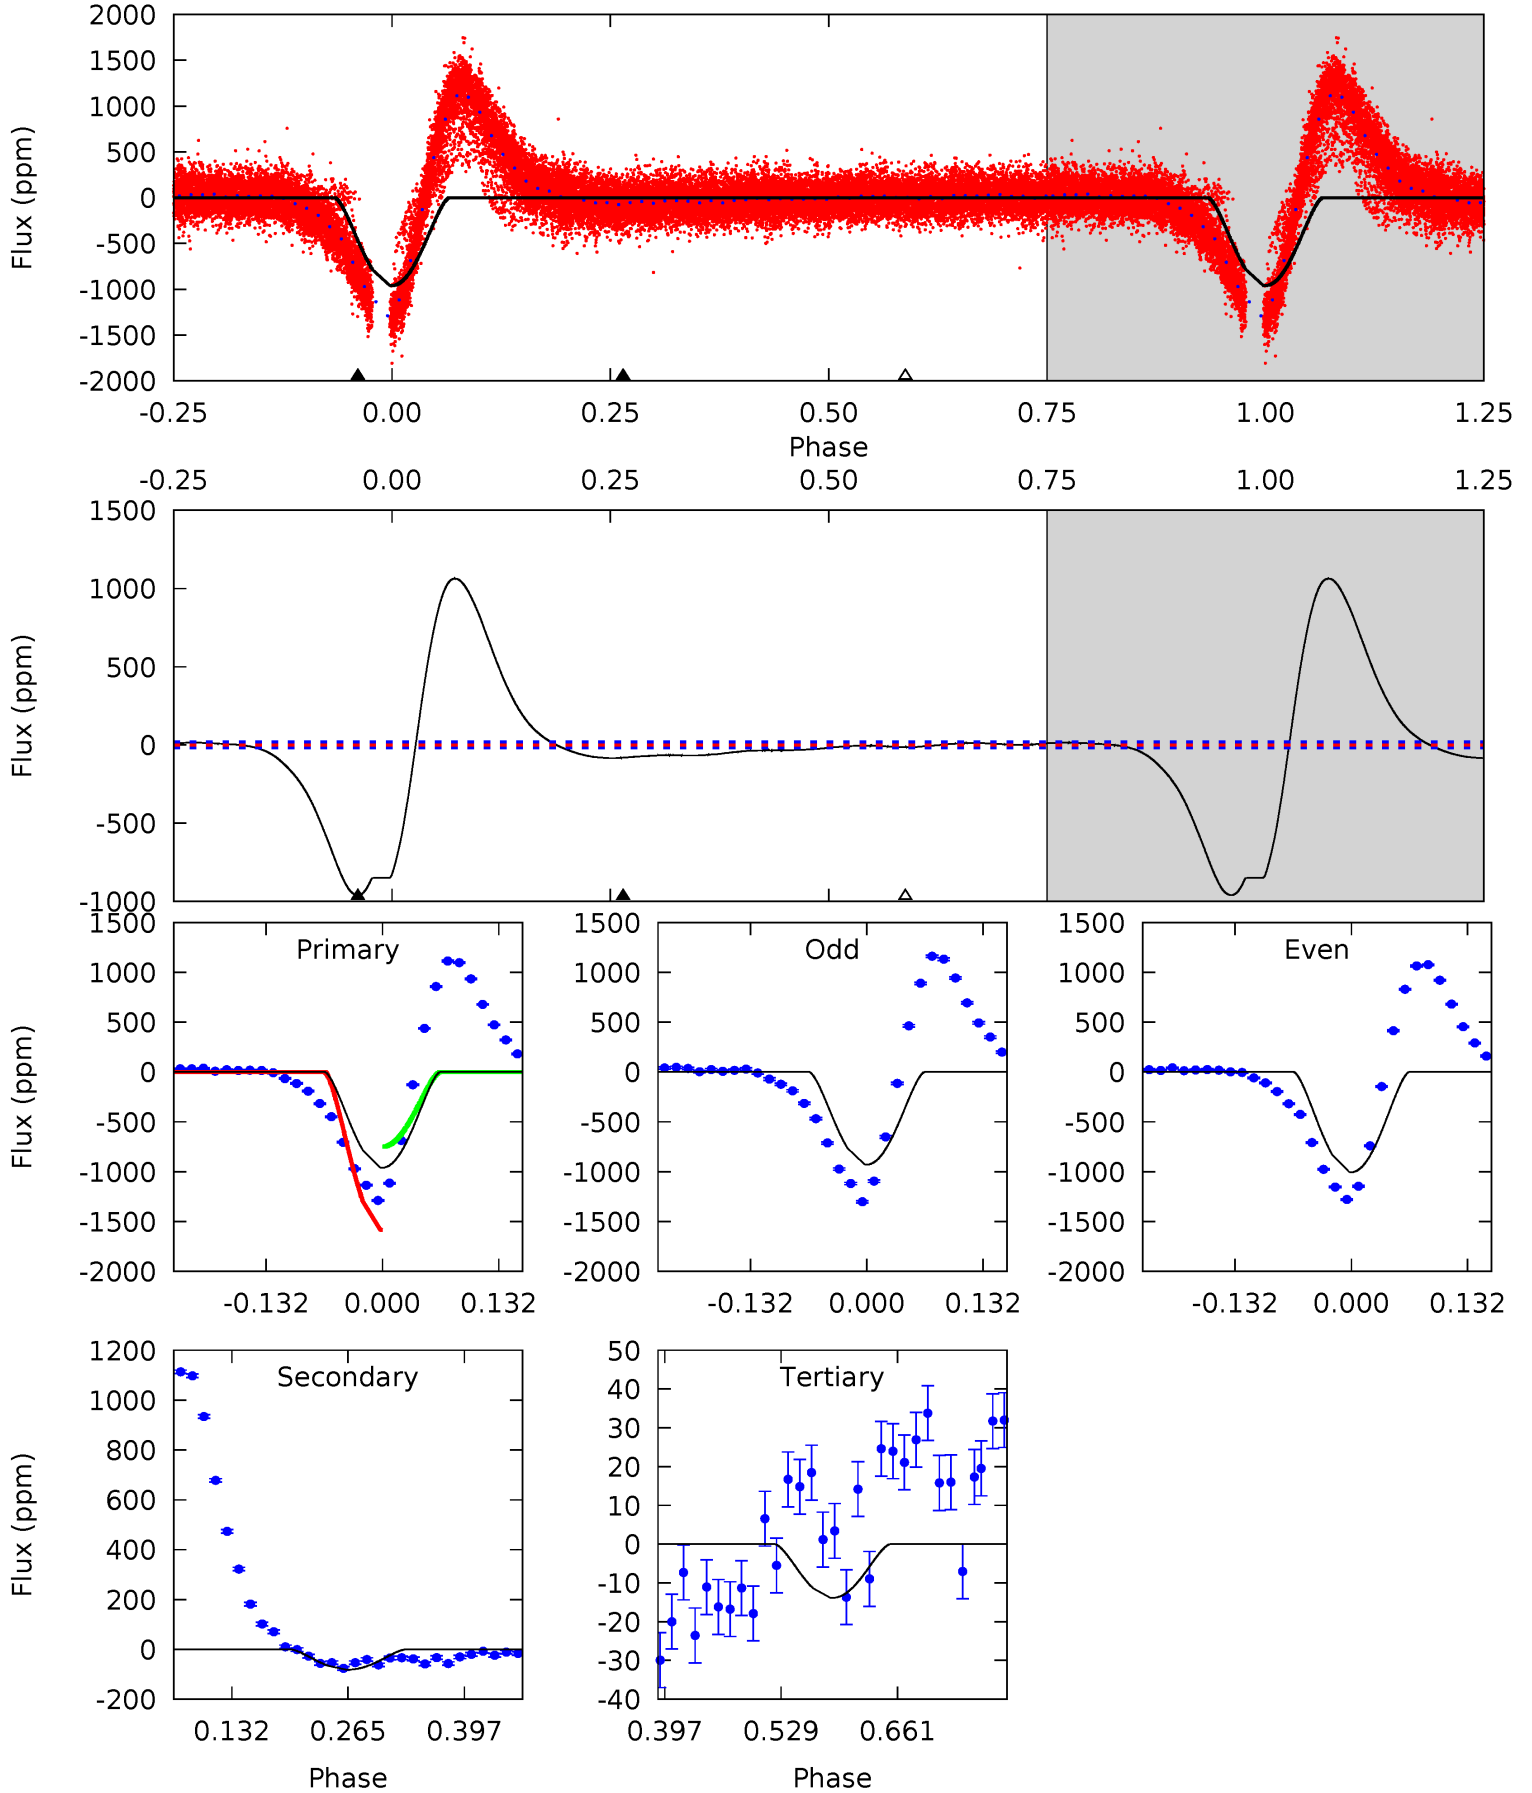 2000
1500
1000
500
0
-500
-1000
-1500
-2000
Flux (ppm)
-0.25 0.00 0.25 0.50 0.75 1.00 1.25
Phase
-0.25 0.00 0.25 0.50 0.75 1.00 1.25
1500
1000
500
0
-500
-1000
Flux (ppm)
Primary Odd Even
1500 1500 1500
1000 1000 1000
500 500 500
0 0 0
-500 -500 -500
-1000 -1000 -1000
-1500 -1500 -1500
-2000 -2000 -2000
Flux (ppm)
-0.132 0.000 0.132 -0.132 0.000 0.132 -0.132 0.000 0.132
Secondary Tertiary
1200
1000
800
600
400
200
0
-200
Flux (ppm)
50
40
30
20
10
0
-10
-20
-30
-40
0.132 0.265 0.397 0.397 0.529 0.661
Phase Phase